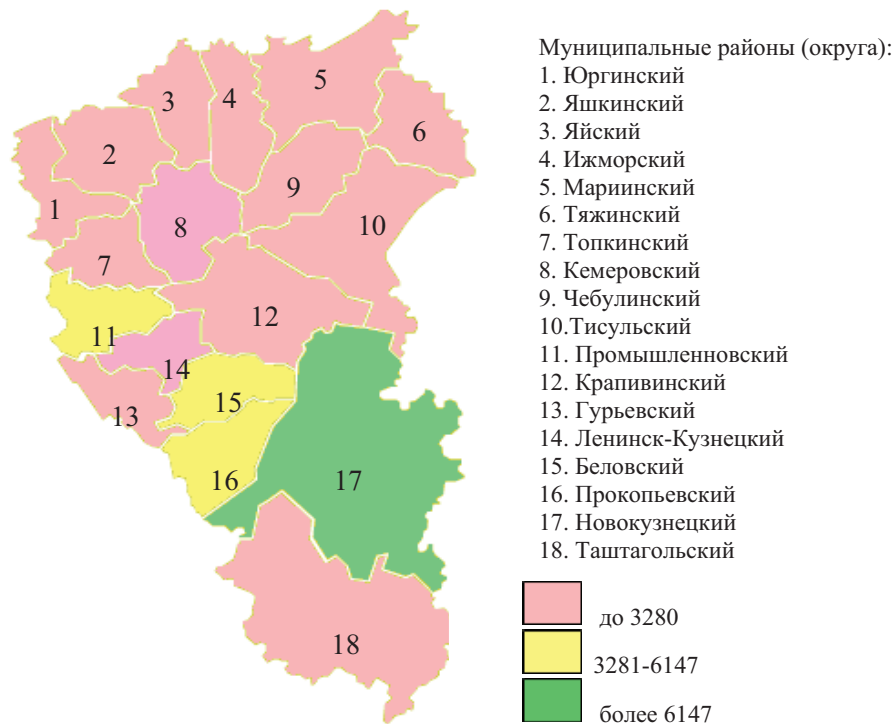 Муниципальные районы (округа):
1. Юргинский
2. Яшкинский
3. Яйский
4. Ижморский
5. Мариинский
6. Тяжинский
7. Топкинский
8. Кемеровский
9. Чебулинский
10.Тисульский
11. Промышленновский
12. Крапивинский
13. Гурьевский
14. Ленинск-Кузнецкий
15. Беловский
16. Прокопьевский
17. Новокузнецкий
18. Таштагольский
до 3280
3281-6147
более 6147
5
3
4
6
2
9
1
8
10
7
12
11
14
15
13
16
17
18